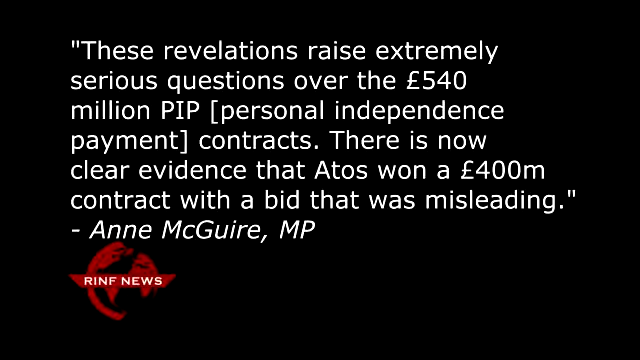 "These revelations raise extremely
serious questions over the £540
million PIP [personal independence
payment] contracts. There is now
clear evidence that Atos won a £400m
contract with a bid that was misleading."
- Anne McGuire, MP
RINF NEWS